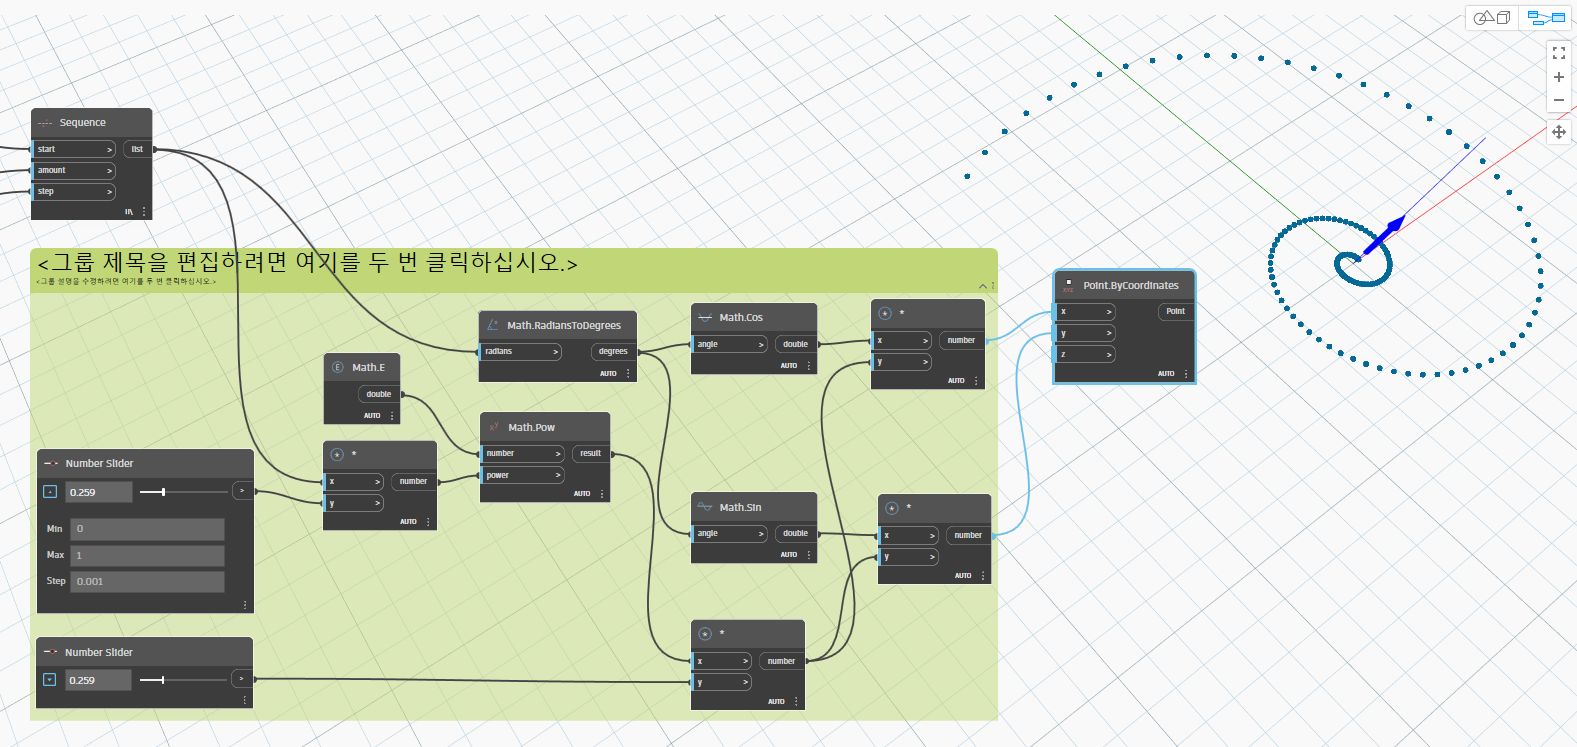 Sequence
start > list
amount >
step >
<그룹 제목을 편집하려면 여기를 두 번 클릭하십시오.>
<그룹 설명을 수정하려면 여기를 두 번 클릭하십시오.>
Math.RadiansToDegrees
radians > degrees
AUTO
Math.Cos
angle > double
AUTO
*
x > number
y >
AUTO
Point.ByCoordinates
x > Point
y >
z >
AUTO
XYZ
Math.E
E
double
AUTO
Math.Pow
xy
number > result
power >
AUTO
*
x > number
y >
AUTO
Number Slider
0.259 >
Min 0
Max 1
Step 0.001
Math.Sin
angle > double
AUTO
*
x > number
y >
AUTO
Number Slider
0.259 >
*
x > number
y >
AUTO